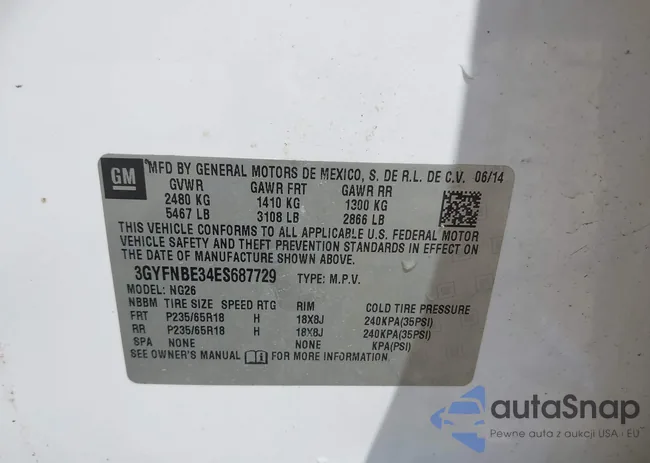 GM
MFD BY GENERAL MOTORS DE MEXICO, S. DE R.L. DE C.V. 06/14
GVWR GAWR FRT GAWR RR
2480 KG 1410 KG 1300 KG
5467 LB 3108 LB 2866 LB
THIS VEHICLE CONFORMS TO ALL APPLICABLE U.S. FEDERAL MOTOR
VEHICLE SAFETY AND THEFT PREVENTION STANDARDS IN EFFECT ON
THE DATE OF MANUFACTURE SHOWN ABOVE.
3GYFNBE34ES687729 TYPE: M.P.V.
MODEL: NG26
NBBM TIRE SIZE SPEED RTG RIM COLD TIRE PRESSURE
FRT P235/65R18 H 18X8J 240KPA(35PSI)
RR P235/65R18 H 18X8J 240KPA(35PSI)
SPA NONE NONE KPA(PSI)
SEE OWNER'S MANUAL FOR MORE INFORMATION.
autaSnap
Pewne auta z aukcji USA - EU